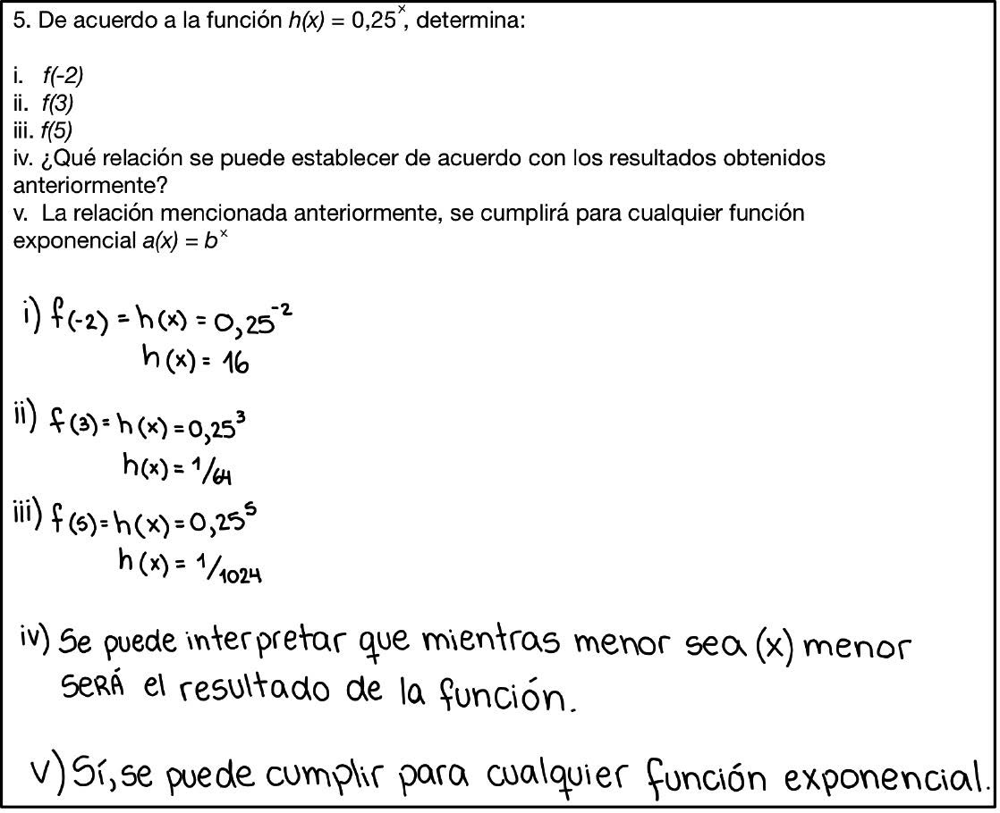 5. De acuerdo a la función h(x) = 0,25^x, determina:
i. f(-2)
ii. f(3)
iii. f(5)
iv. ¿Qué relación se puede establecer de acuerdo con los resultados obtenidos
anteriormente?
v. La relación mencionada anteriormente, se cumplirá para cualquier función
exponencial a(x) = b^x
i) f(-2) = h(x) = 0,25^-2
h(x) = 16
ii) f(3) = h(x) = 0,25^3
h(x) = 1/64
iii) f(5) = h(x) = 0,25^5
h(x) = 1/1024
iv) Se puede interpretar que mientras menor sea (x) menor
SERÁ el resultado de la función.
v) Sí, se puede cumplir para cualquier función exponencial.